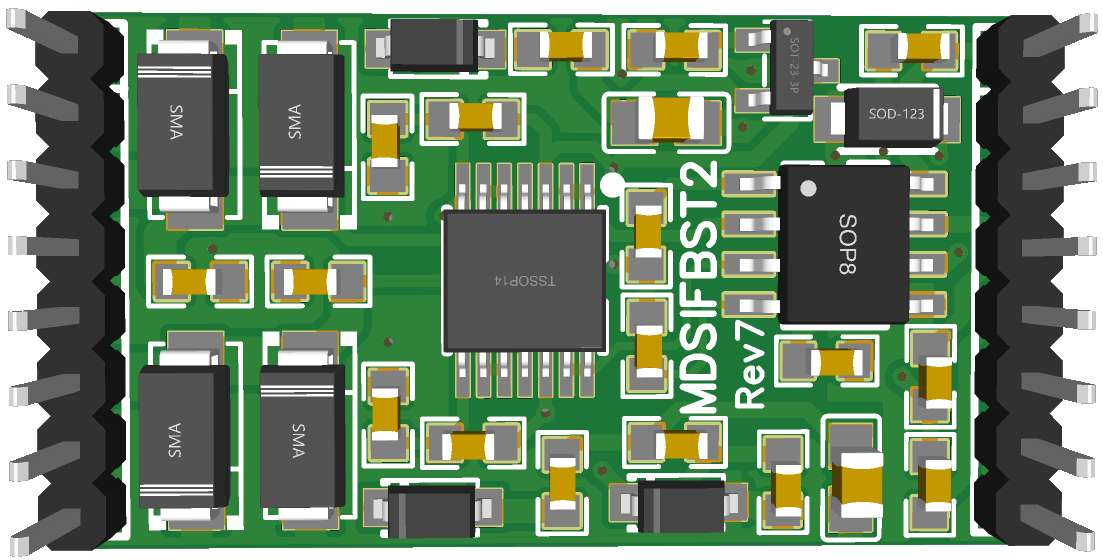 SMA
SMA
SOT-23-3P
SOD-123
TSSOP14
MDSIFBST2
Rev7
SOP8
SMA
SMA